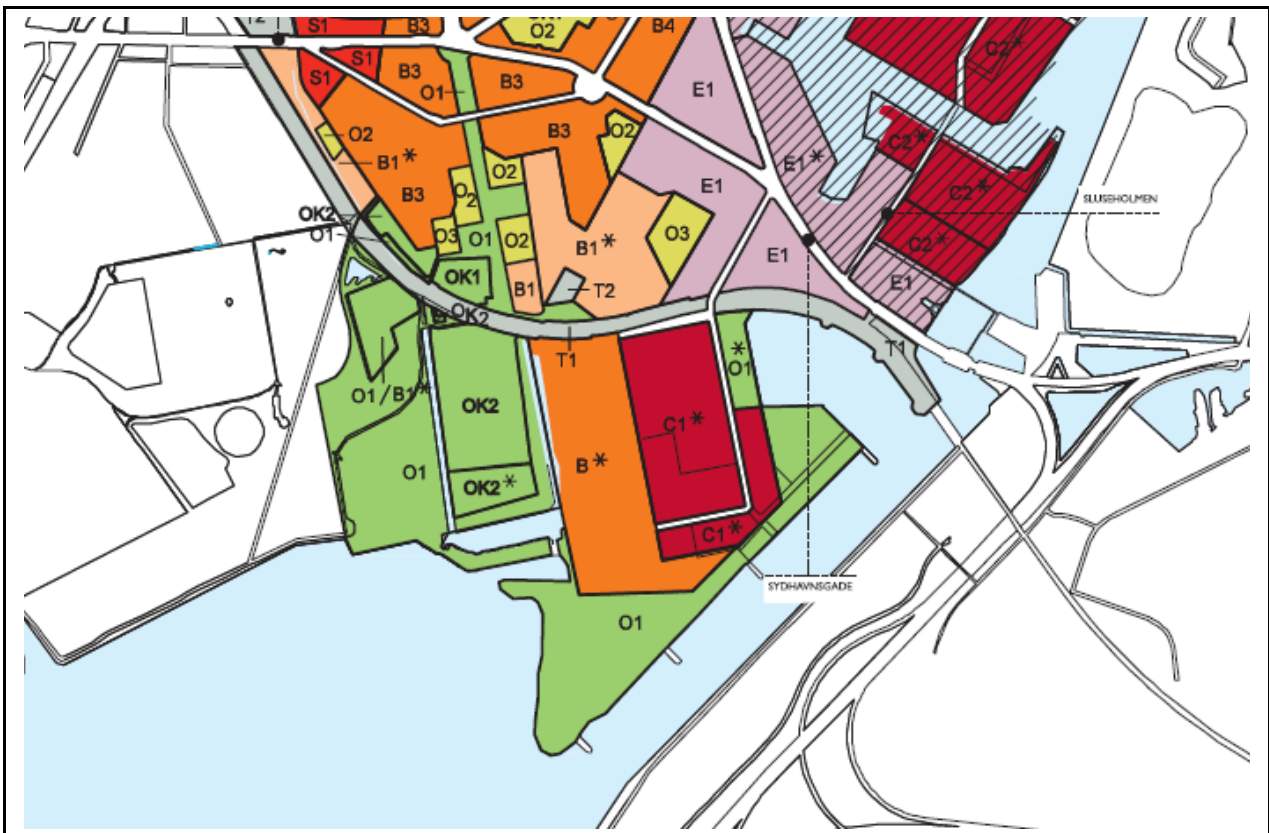 S1
B3
O2
B4
C2*
S1
B3
B3
E1
O1
O2
B3
O2
C2*
B1*
E1*
O2
O2
B3
E1
C2*
SLUSEHOLMEN
OK2
O1
O3
O1
O2
B1*
O3
C2*
E1
OK1
B1
T2
E1
OK2
T1
T1
O1/B1*
*
O1
OK2
C1*
O1
B*
OK2*
C1*
SYDHAVNSGADE
O1